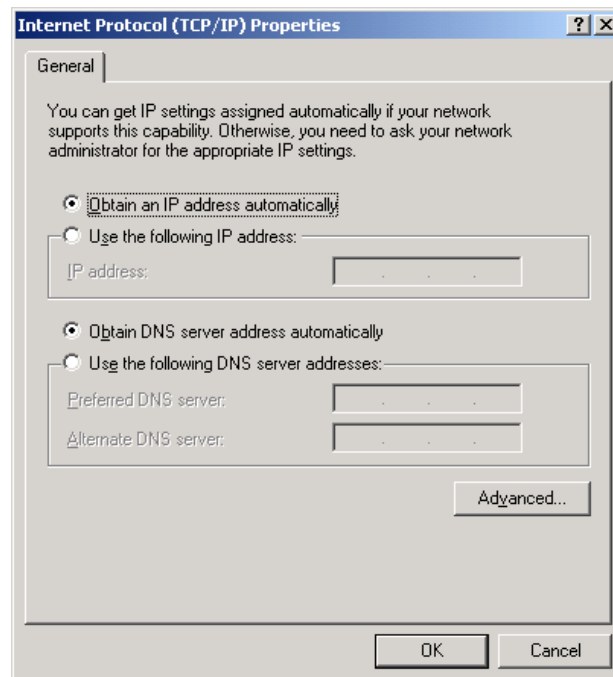 Internet Protocol (TCP/IP) Properties
General
You can get IP settings assigned automatically if your network
supports this capability. Otherwise, you need to ask your network
administrator for the appropriate IP settings.
Obtain an IP address automatically
Use the following IP address:
IP address:
Obtain DNS server address automatically
Use the following DNS server addresses:
Preferred DNS server:
Alternate DNS server:
Advanced...
OK Cancel